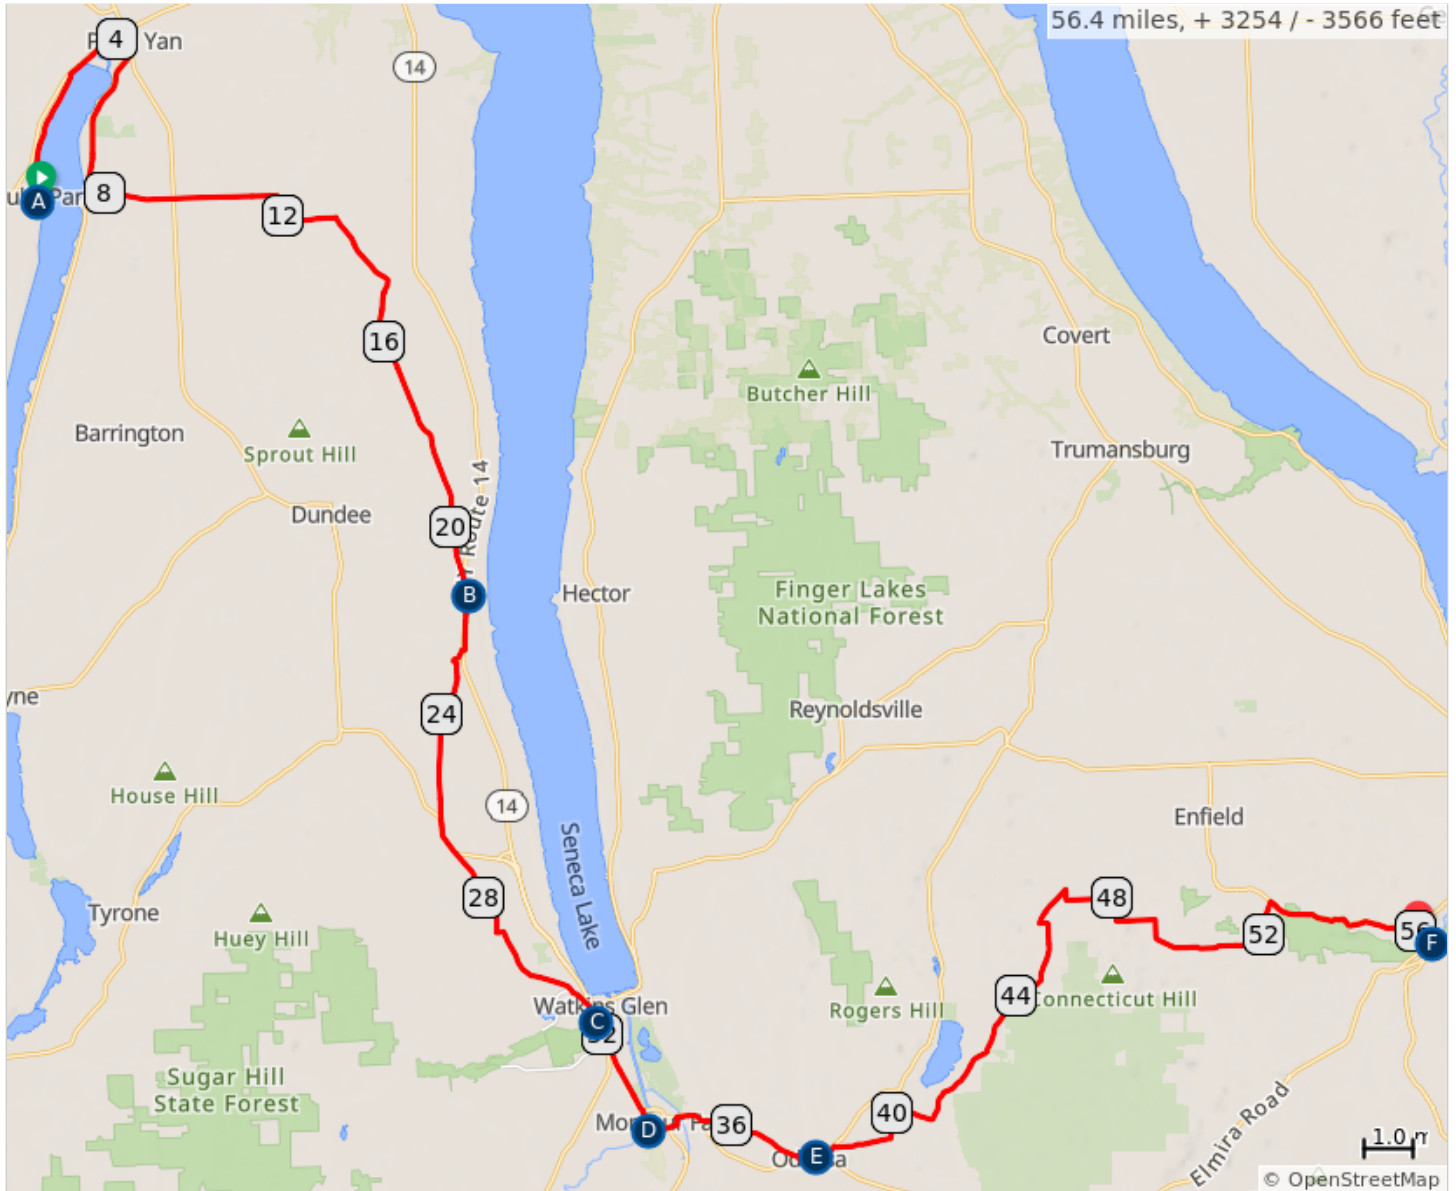 56.4 miles, + 3254 / - 3566 feet
4
Yan
14
A
8
12
16
Covert
Butcher Hill
Barrington
Sprout Hill
Trumansburg
Dundee
Route 14
20
B
Hector
Finger Lakes
National Forest
24
Reynoldsville
House Hill
14
Enfield
Seneca Lake
28
48
Tyrone
Huey Hill
52
56
F
44
Connecticut Hill
Rogers Hill
Watkins Glen
C
32
Sugar Hill
State Forest
D
36
40
E
Elmira Road
1.0 m
© OpenStreetMap